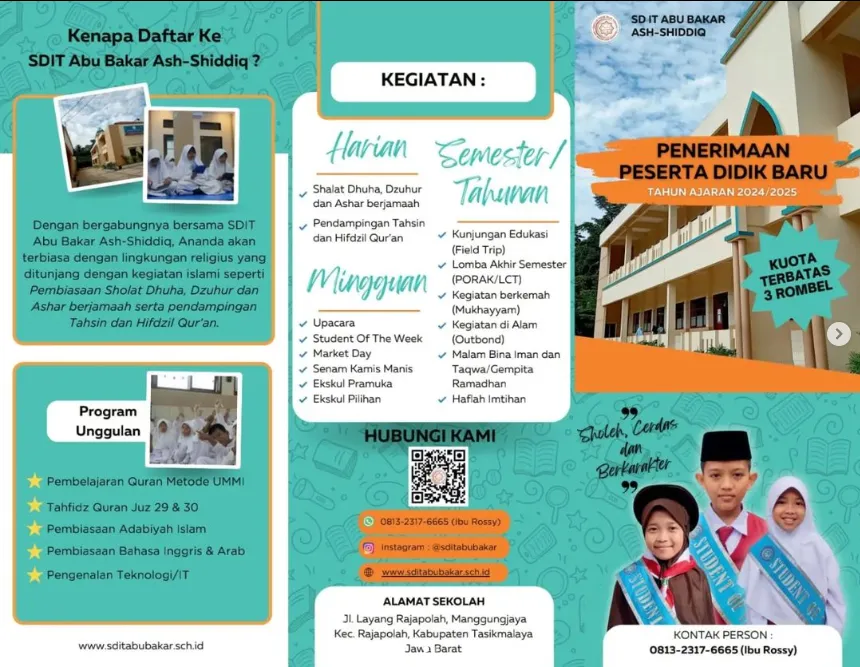 Kenapa Daftar Ke
SDIT Abu Bakar Ash-Shiddiq ?
Dengan bergabungnya bersama SDIT
Abu Bakar Ash-Shiddiq, Ananda akan
terbiasa dengan lingkungan religius yang
ditunjang dengan kegiatan islami seperti
Pembiasaan Sholat Dhuha, Dzuhur dan
Ashar berjamaah serta pendampingan
Tahsin dan Hifdzil Qur'an.
Program
Unggulan
Pembelajaran Quran Metode UMMI
Tahfidz Quran Juz 29 & 30
Pembiasaan Adabiyah Islam
Pembiasaan Bahasa Inggris & Arab
Pengenalan Teknologi/IT
www.sditabubakar.sch.id
KEGIATAN :
Harian
Shalat Dhuha, Dzuhur
dan Ashar berjamaah
Pendampingan Tahsin
dan Hifdzil Qur'an
Mingguan
Upacara
Student Of The Week
Market Day
Senam Kamis Manis
Ekskul Pramuka
Ekskul Pilihan
Semester/
Tahunan
Kunjungan Edukasi
(Field Trip)
Lomba Akhir Semester
(PORAK/LCT)
Kegiatan berkemah
(Mukhayyam)
Kegiatan di Alam
(Outbond)
Malam Bina Iman dan
Taqwa/Gempita
Ramadhan
Haflah Imtihan
HUBUNGI KAMI
0813-2317-6665 (Ibu Rossy)
instagram : @sditabubakar
www.sditabubakar.sch.id
ALAMAT SEKOLAH
Jl. Layang Rajapolah, Manggungjaya
Kec. Rajapolah, Kabupaten Tasikmalaya
Jawa Barat
SD IT ABU BAKAR
ASH-SHIDDIQ
PENERIMAAN
PESERTA DIDIK BARU
TAHUN AJARAN 2024/2025
KUOTA
TERBATAS
3 ROMBEL
Sholeh, Cerdas
dan
Berkarakter
STUDENT
STUDENT OF
STUDENT OF
KONTAK PERSON :
0813-2317-6665 (Ibu Rossy)